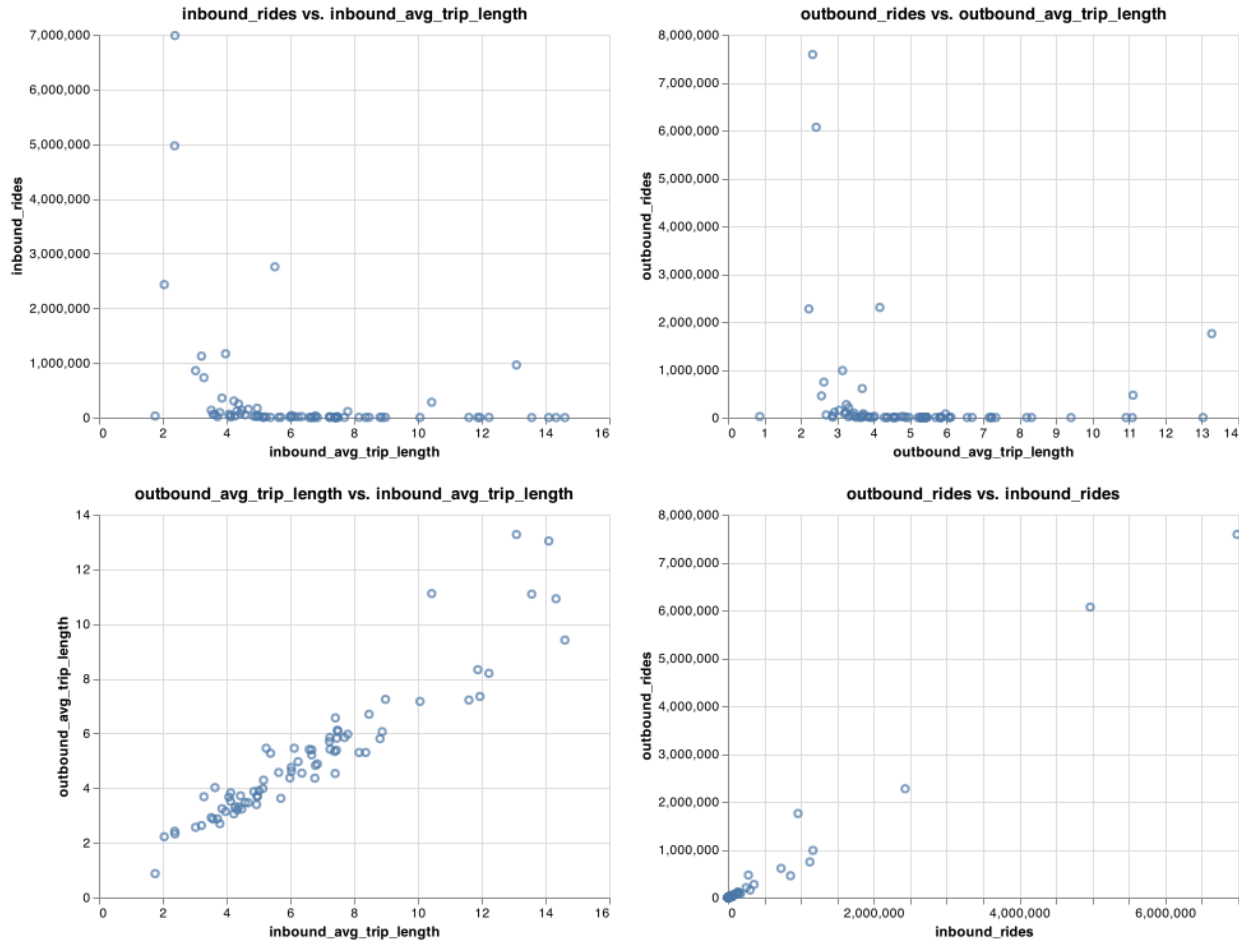 inbound_rides vs. inbound_avg_trip_length
7,000,000
6,000,000
5,000,000
4,000,000
3,000,000
2,000,000
1,000,000
0
inbound_rides
0 2 4 6 8 10 12 14 16
inbound_avg_trip_length
outbound_rides vs. outbound_avg_trip_length
8,000,000
7,000,000
6,000,000
5,000,000
4,000,000
3,000,000
2,000,000
1,000,000
0
outbound_rides
0 1 2 3 4 5 6 7 8 9 10 11 12 13 14
outbound_avg_trip_length
outbound_avg_trip_length vs. inbound_avg_trip_length
14
12
10
8
6
4
2
0
outbound_avg_trip_length
0 2 4 6 8 10 12 14 16
inbound_avg_trip_length
outbound_rides vs. inbound_rides
8,000,000
7,000,000
6,000,000
5,000,000
4,000,000
3,000,000
2,000,000
1,000,000
0
outbound_rides
0 2,000,000 4,000,000 6,000,000
inbound_rides